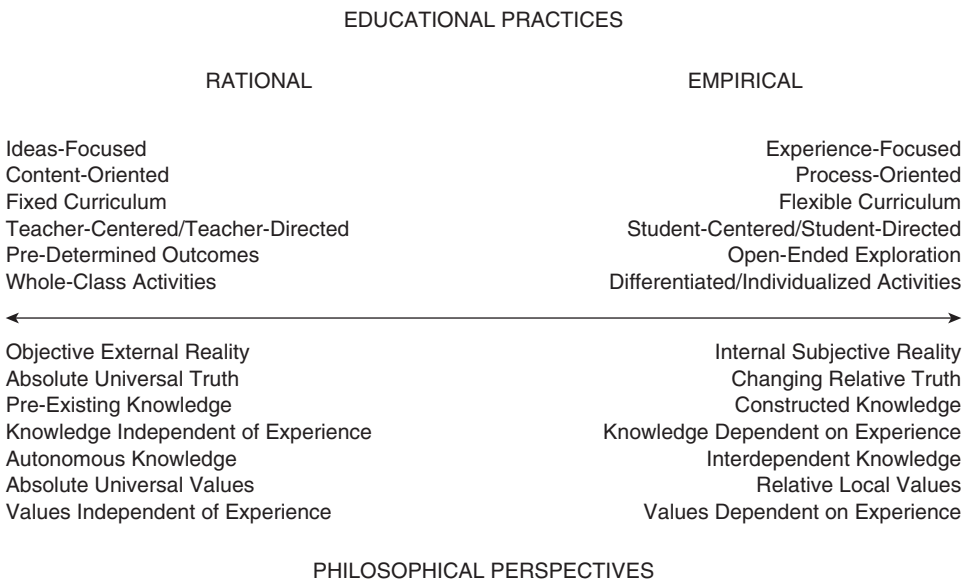 EDUCATIONAL PRACTICES
RATIONAL EMPIRICAL
Ideas-Focused Experience-Focused
Content-Oriented Process-Oriented
Fixed Curriculum Flexible Curriculum
Teacher-Centered/Teacher-Directed Student-Centered/Student-Directed
Pre-Determined Outcomes Open-Ended Exploration
Whole-Class Activities Differentiated/Individualized Activities
Objective External Reality Internal Subjective Reality
Absolute Universal Truth Changing Relative Truth
Pre-Existing Knowledge Constructed Knowledge
Knowledge Independent of Experience Knowledge Dependent on Experience
Autonomous Knowledge Interdependent Knowledge
Absolute Universal Values Relative Local Values
Values Independent of Experience Values Dependent on Experience
PHILOSOPHICAL PERSPECTIVES